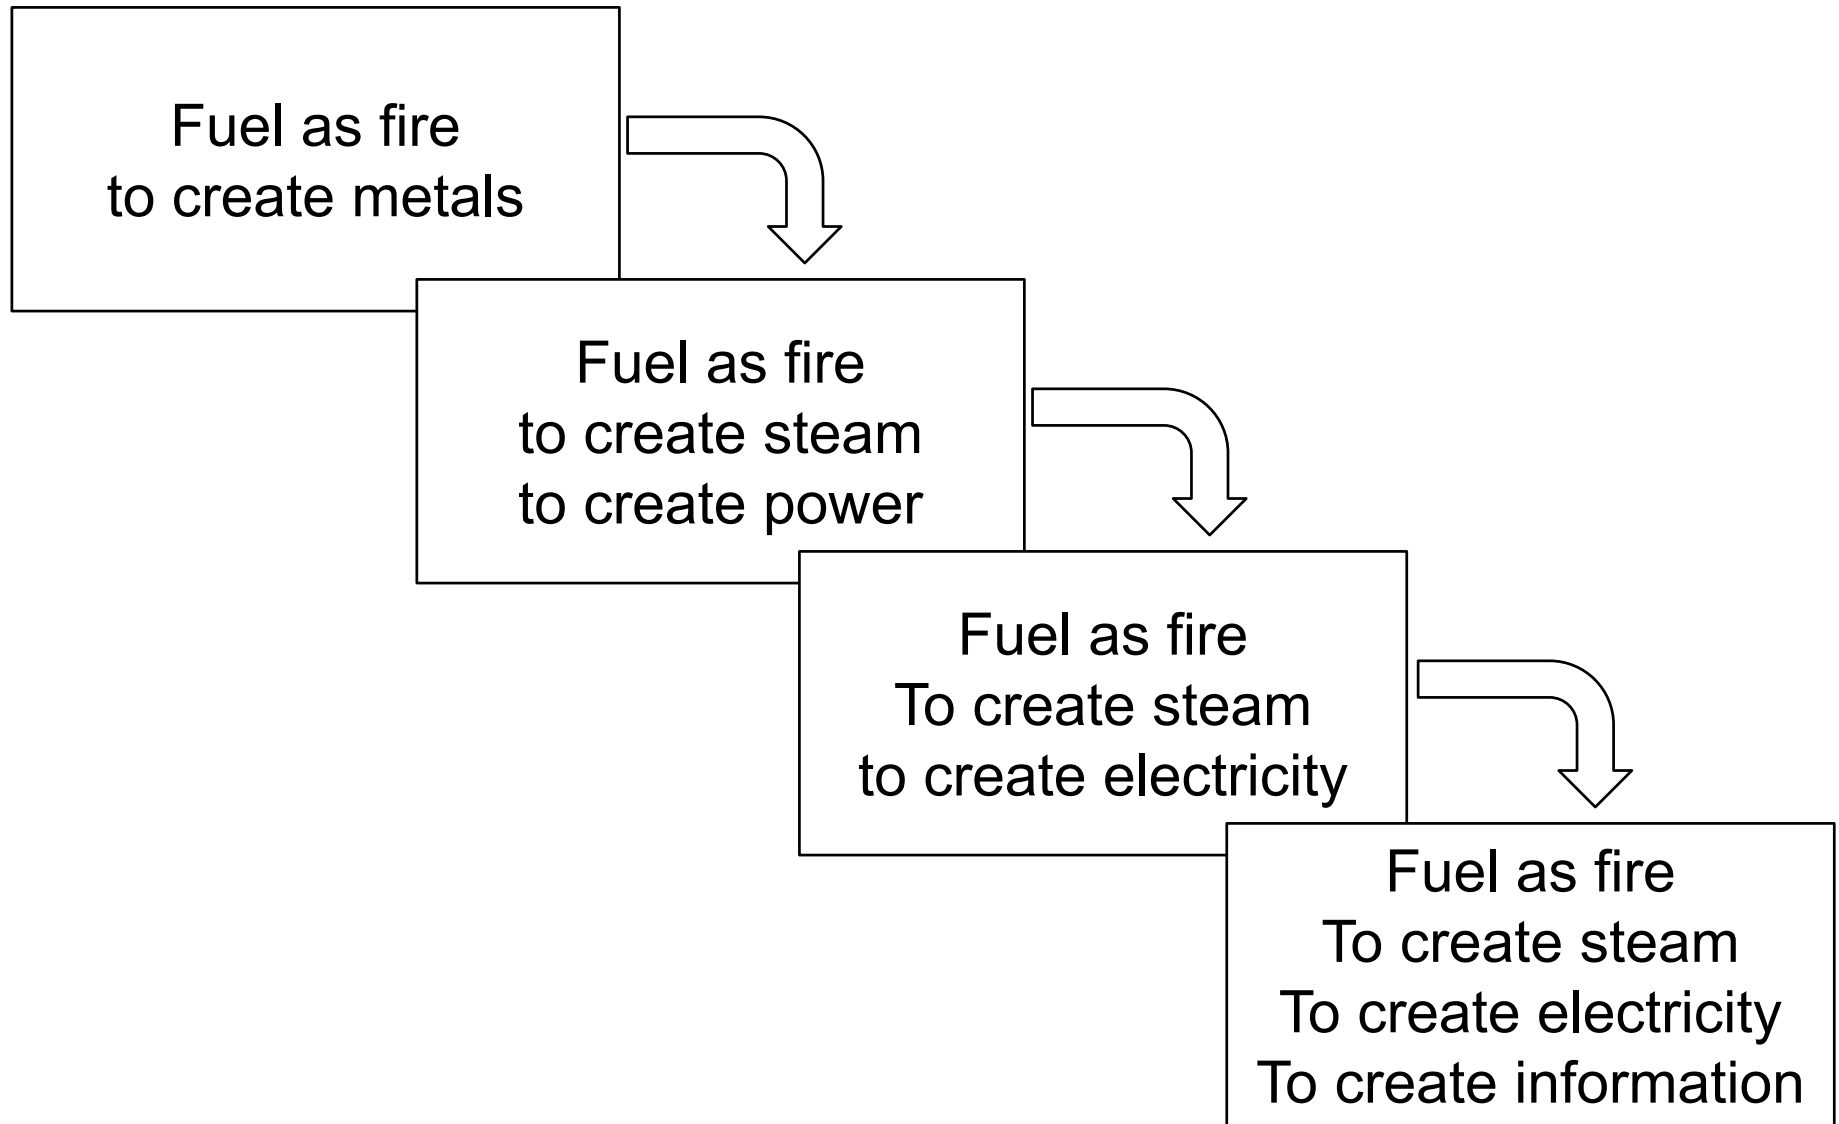 Fuel as fire
to create metals
Fuel as fire
to create steam
to create power
Fuel as fire
To create steam
to create electricity
Fuel as fire
To create steam
To create electricity
To create information